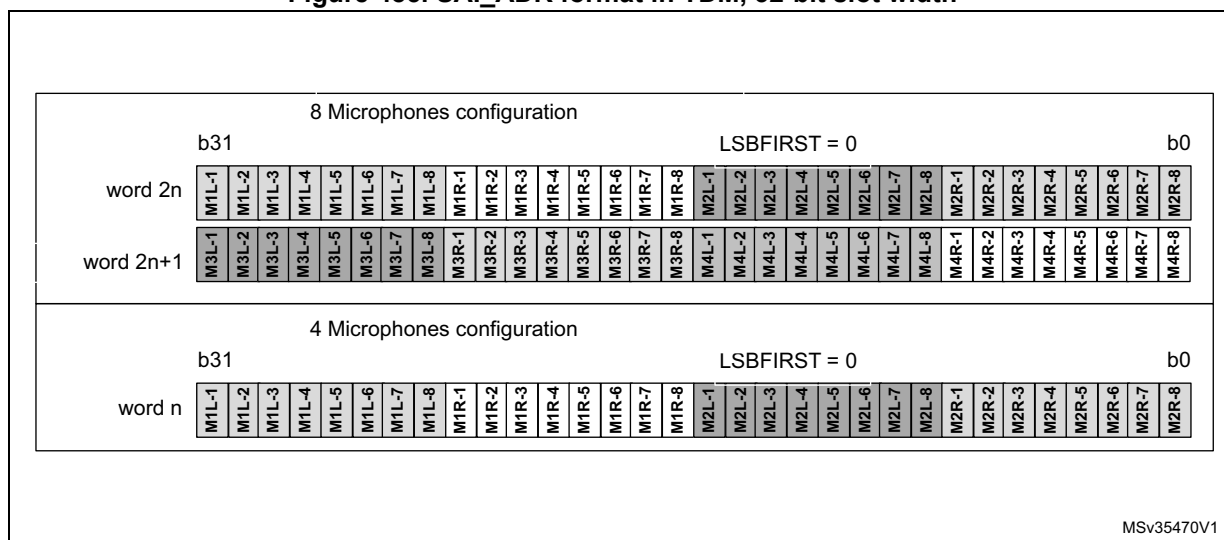 8 Microphones configuration
b31 LSBFIRST = 0 b0
word 2n M1L-1 M1L-2 M1L-3 M1L-4 M1L-5 M1L-6 M1L-7 M1L-8 M1R-1 M1R-2 M1R-3 M1R-4 M1R-5 M1R-6 M1R-7 M1R-8 M2L-1 M2L-2 M2L-3 M2L-4 M2L-5 M2L-6 M2L-7 M2L-8 M2R-1 M2R-2 M2R-3 M2R-4 M2R-5 M2R-6 M2R-7 M2R-8
word 2n+1 M3L-1 M3L-2 M3L-3 M3L-4 M3L-5 M3L-6 M3L-7 M3L-8 M3R-1 M3R-2 M3R-3 M3R-4 M3R-5 M3R-6 M3R-7 M3R-8 M4L-1 M4L-2 M4L-3 M4L-4 M4L-5 M4L-6 M4L-7 M4L-8 M4R-1 M4R-2 M4R-3 M4R-4 M4R-5 M4R-6 M4R-7 M4R-8
4 Microphones configuration
b31 LSBFIRST = 0 b0
word n M1L-1 M1L-2 M1L-3 M1L-4 M1L-5 M1L-6 M1L-7 M1L-8 M1R-1 M1R-2 M1R-3 M1R-4 M1R-5 M1R-6 M1R-7 M1R-8 M2L-1 M2L-2 M2L-3 M2L-4 M2L-5 M2L-6 M2L-7 M2L-8 M2R-1 M2R-2 M2R-3 M2R-4 M2R-5 M2R-6 M2R-7 M2R-8
MSv35470V1